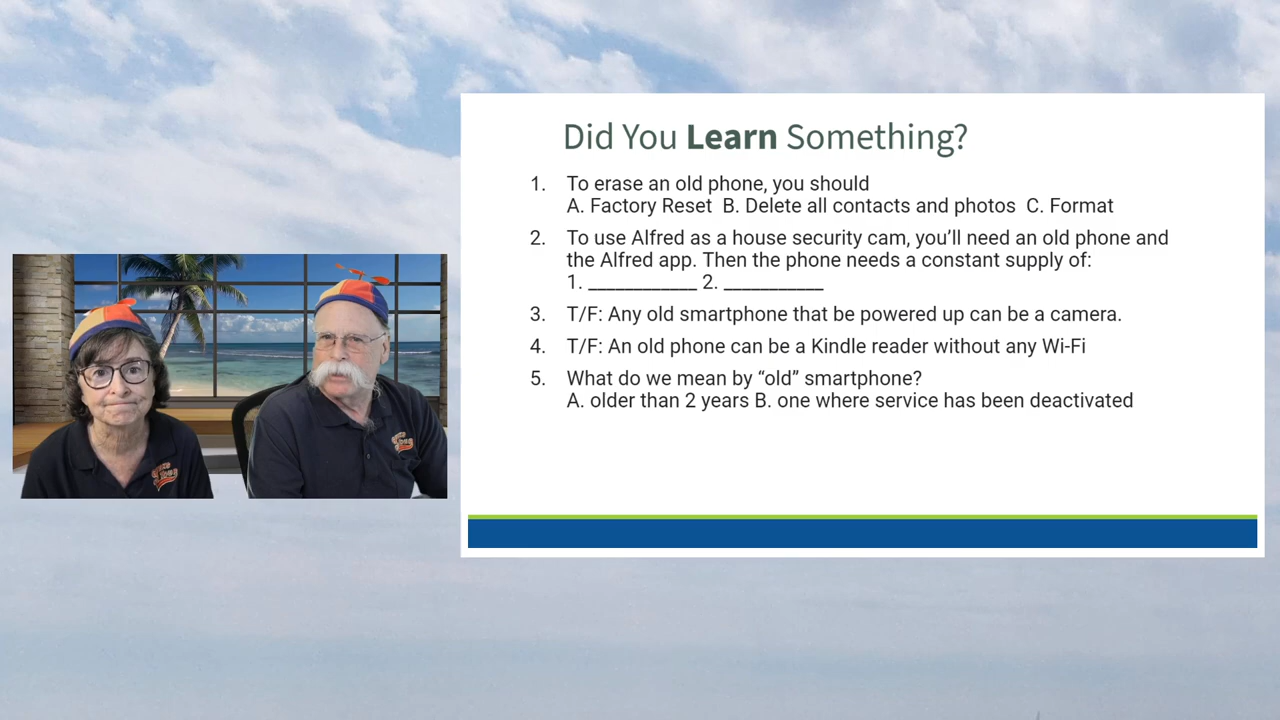 Did You Learn Something?
1. To erase an old phone, you should
A. Factory Reset B. Delete all contacts and photos C. Format
2. To use Alfred as a house security cam, you’ll need an old phone and
the Alfred app. Then the phone needs a constant supply of:
1. ____________ 2. ___________
3. T/F: Any old smartphone that be powered up can be a camera.
4. T/F: An old phone can be a Kindle reader without any Wi-Fi
5. What do we mean by “old” smartphone?
A. older than 2 years B. one where service has been deactivated